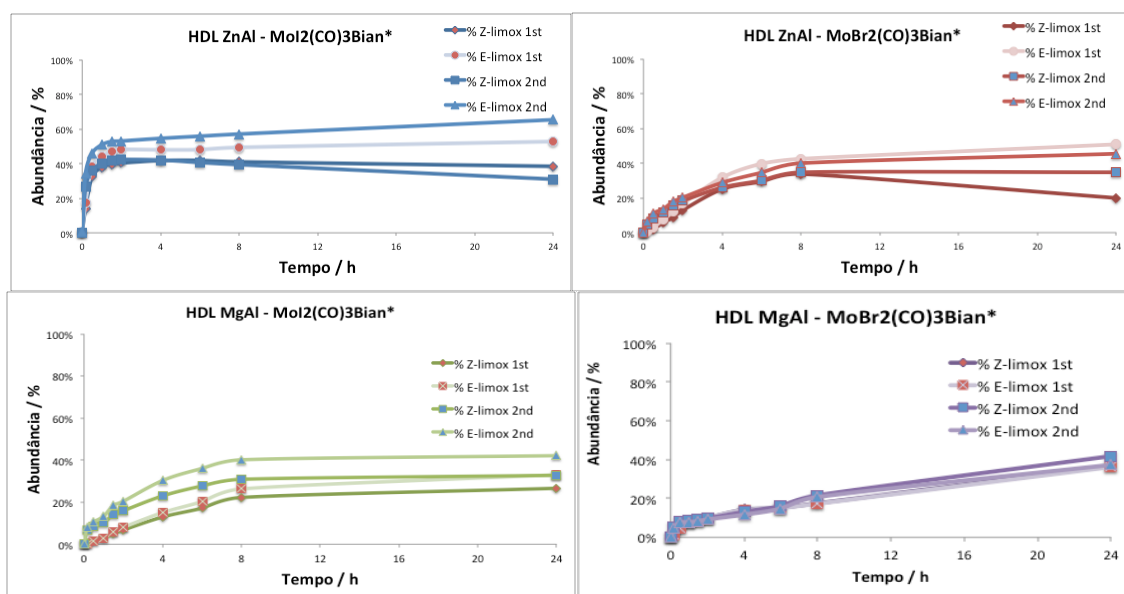 HDL ZnAl - MoI2(CO)3Bian*
% Z-limox 1st
% E-limox 1st
% Z-limox 2nd
% E-limox 2nd
Abundância / %
100%
80%
60%
40%
20%
0%
0 4 8 12 16 20 24
Tempo / h
HDL ZnAl - MoBr2(CO)3Bian*
% Z-limox 1st
% E-limox 1st
% Z-limox 2nd
% E-limox 2nd
Abundância / %
100%
80%
60%
40%
20%
0%
0 4 8 12 16 20 24
Tempo / h
HDL MgAl - MoI2(CO)3Bian*
% Z-limox 1st
% E-limox 1st
% Z-limox 2nd
% E-limox 2nd
Abundância / %
100%
80%
60%
40%
20%
0%
0 4 8 12 16 20 24
Tempo / h
HDL MgAl - MoBr2(CO)3Bian*
% Z-limox 1st
% E-limox 1st
% Z-limox 2nd
% E-limox 2nd
Abundância / %
100%
80%
60%
40%
20%
0%
0 4 8 12 16 20 24
Tempo / h